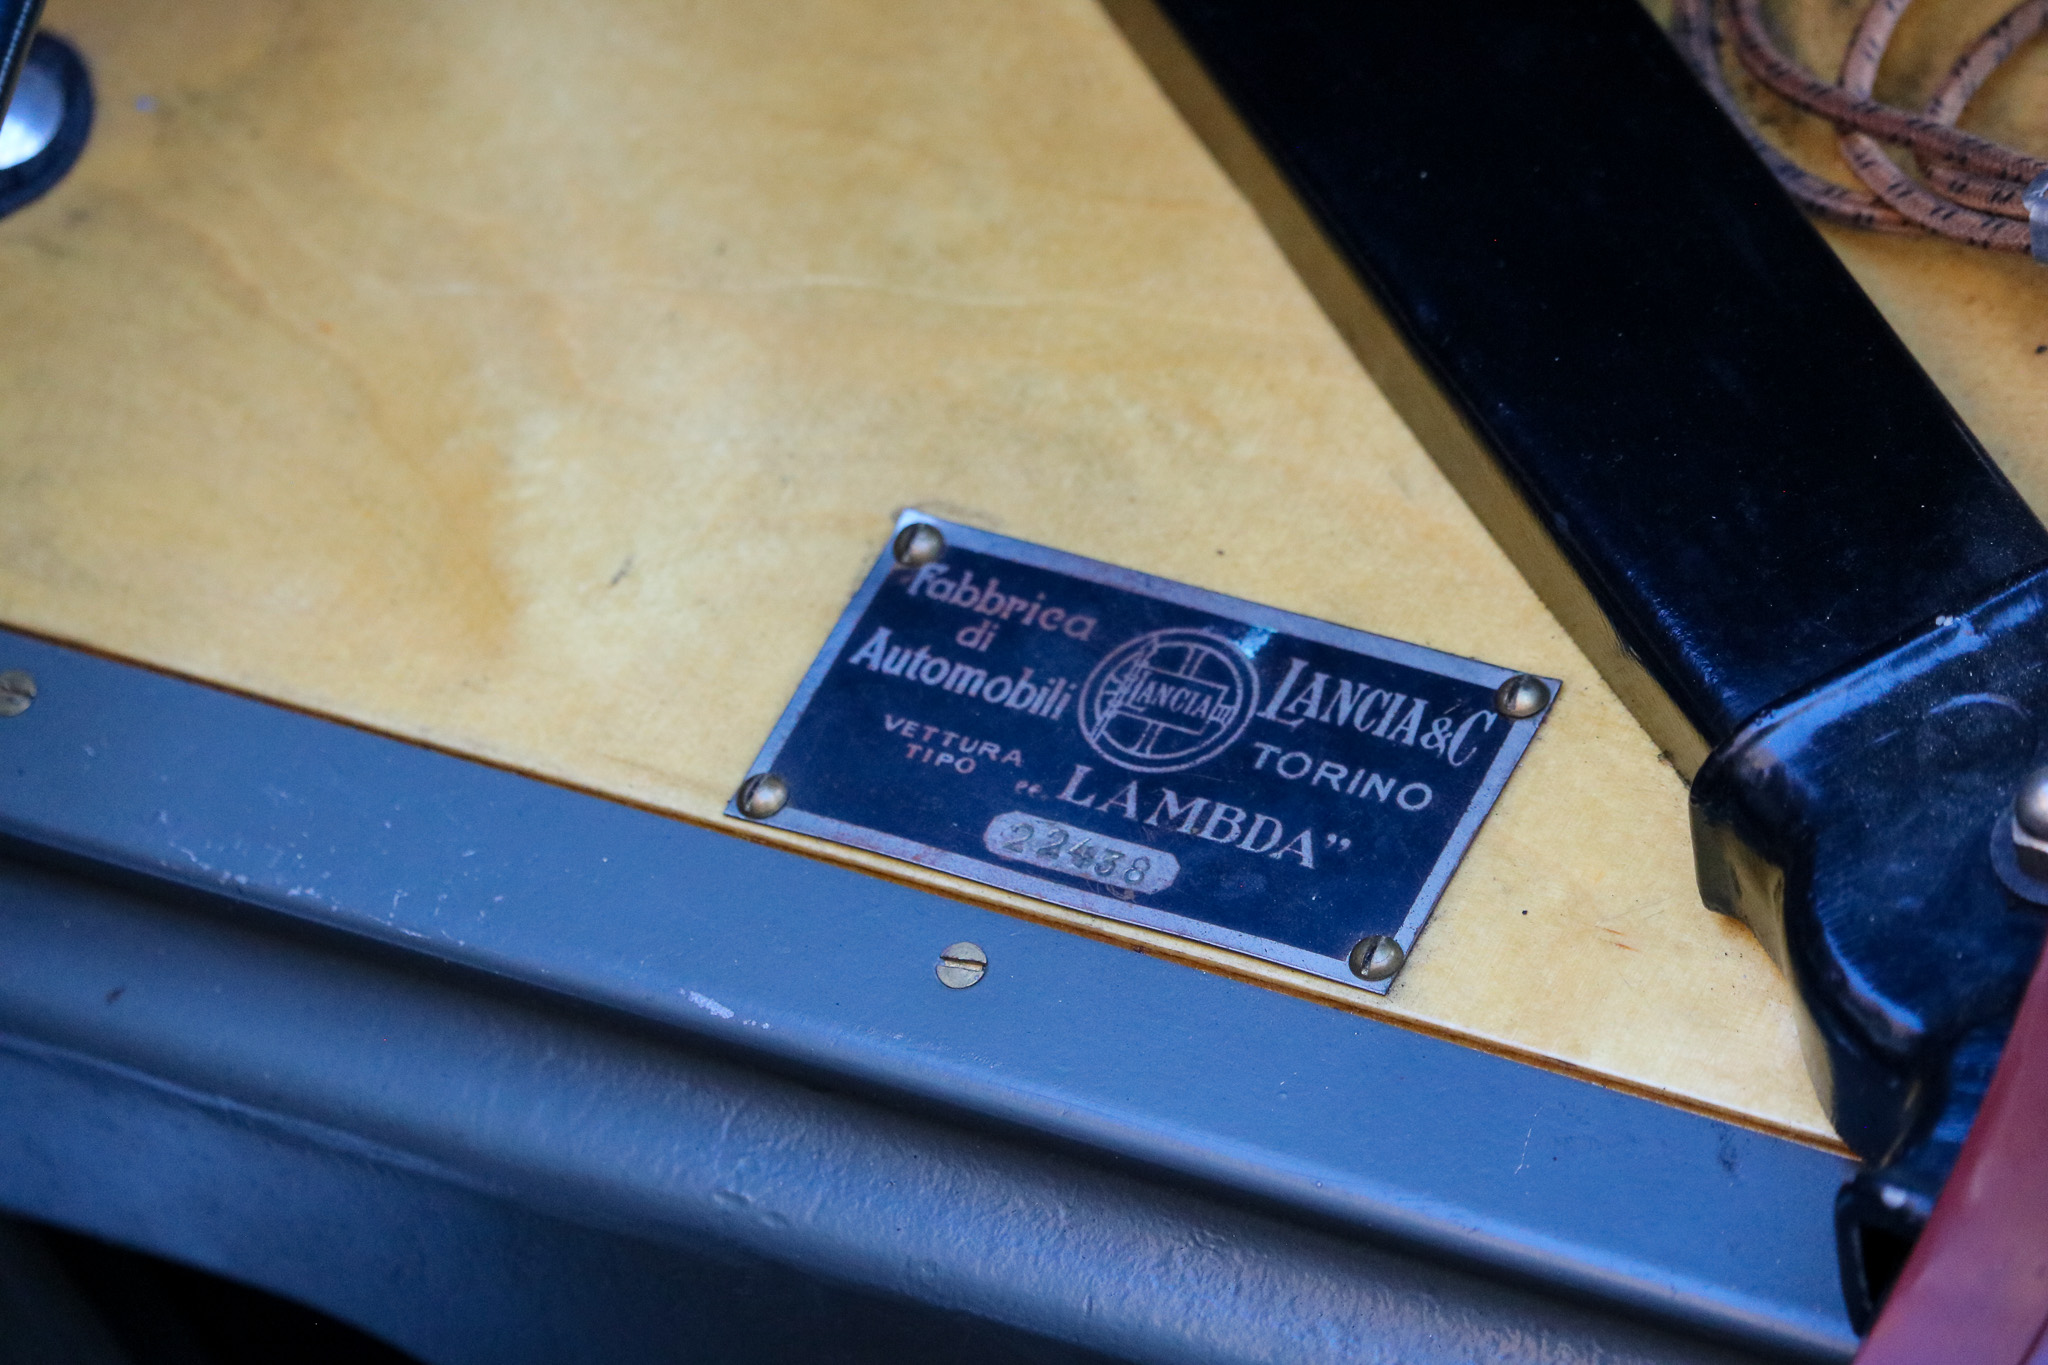 Fabbrica
di
Automobili
LANCIA
LANCIA & C
TORINO
VETTURA
TIPO
„LAMBDA”
22438